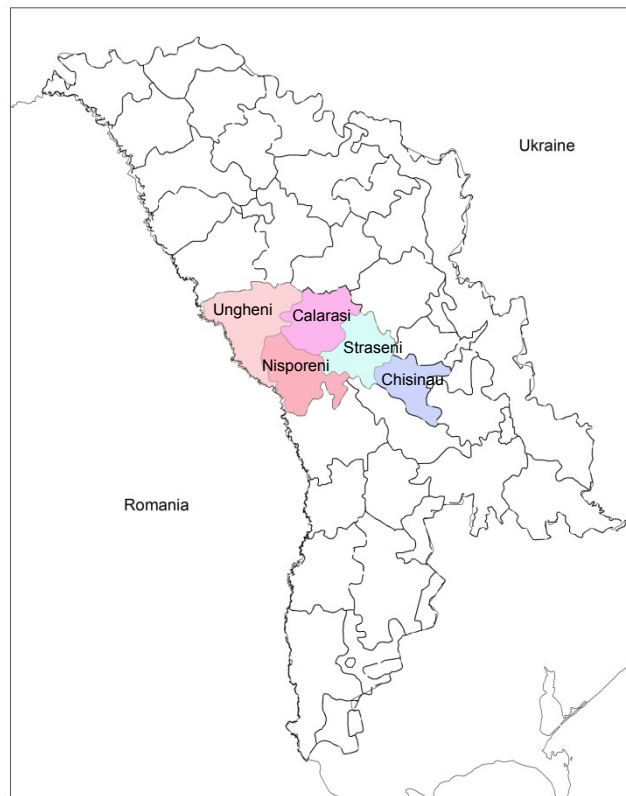 Ukraine
Ungheni
Calarasi
Straseni
Nisporeni
Chisinau
Romania